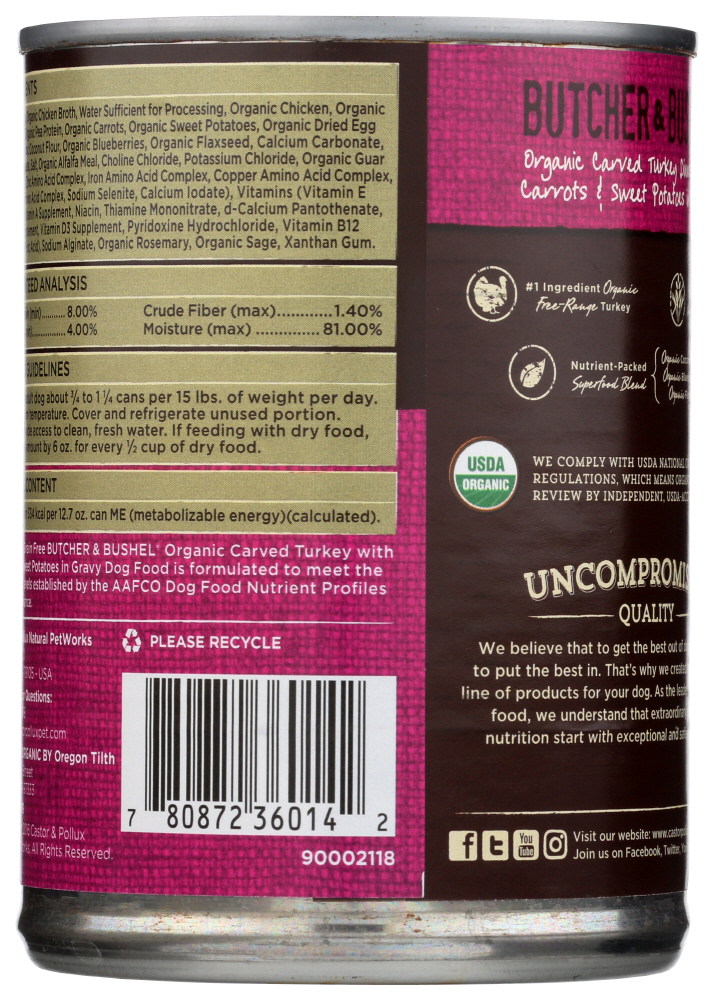 Organic Chicken Broth, Water Sufficient for Processing, Organic Chicken, Organic
Pea Protein, Organic Carrots, Organic Sweet Potatoes, Organic Dried Egg
Coconut Flour, Organic Blueberries, Organic Flaxseed, Calcium Carbonate,
Salt, Organic Alfalfa Meal, Choline Chloride, Potassium Chloride, Organic Guar
Amino Acid Complex, Iron Amino Acid Complex, Copper Amino Acid Complex,
Acid Complex, Sodium Selenite, Calcium Iodate), Vitamins (Vitamin E
A Supplement, Niacin, Thiamine Mononitrate, d-Calcium Pantothenate,
Vitamin D3 Supplement, Pyridoxine Hydrochloride, Vitamin B12
Acid), Sodium Alginate, Organic Rosemary, Organic Sage, Xanthan Gum.
ANALYSIS
(min)........... 8.00% Crude Fiber (max)............1.40%
4.00% Moisture (max) .............. 81.00%
GUIDELINES
dog about ¾ to 1 ¼ cans per 15 lbs. of weight per day.
temperature. Cover and refrigerate unused portion.
access to clean, fresh water. If feeding with dry food,
by 6 oz. for every ½ cup of dry food.
CONTENT
kcal per 12.7 oz. can ME (metabolizable energy)(calculated).
Free BUTCHER & BUSHEL® Organic Carved Turkey with
Potatoes in Gravy Dog Food is formulated to meet the
established by the AAFCO Dog Food Nutrient Profiles
Natural PetWorks
PLEASE RECYCLE
- USA
Questions:
BY Oregon Tilth
Castor & Pollux
All Rights Reserved.
7 80872 36014 2
90002118
BUTCHER & BU
Organic Carved Turkey
Carrots & Sweet Potatoes
#1 Ingredient Organic
Free-Range Turkey
Nutrient-Packed
Superfood Blend
Organic
Organic
Organic
USDA
ORGANIC
WE COMPLY WITH USDA NATIONAL
REGULATIONS, WHICH MEANS
REVIEW BY INDEPENDENT,
UNCOMPROMIS
QUALITY
We believe that to get the best out of
to put the best in. That's why we
line of products for your dog. As the
food, we understand that
nutrition start with exceptional and
f t You Tube
Visit our website:
Join us on Facebook, Twitter,